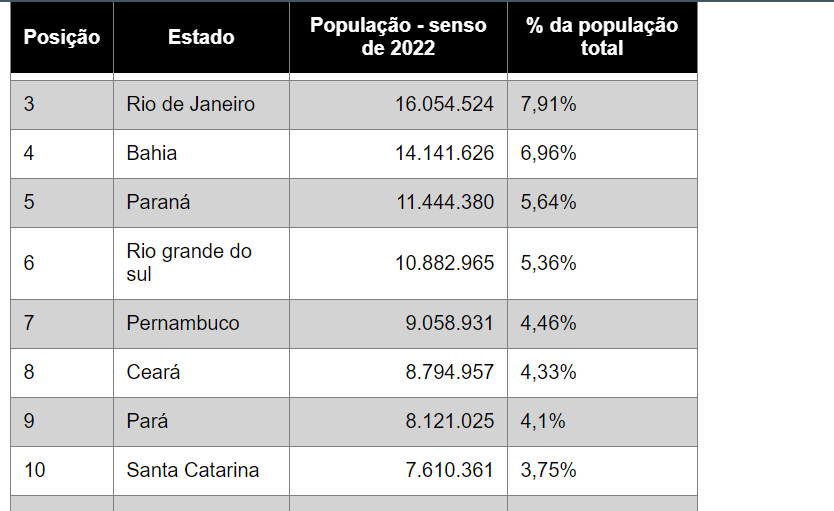 Posição Estado População - senso de 2022 % da população total
3 Rio de Janeiro 16.054.524 7,91%
4 Bahia 14.141.626 6,96%
5 Paraná 11.444.380 5,64%
6 Rio grande do sul 10.882.965 5,36%
7 Pernambuco 9.058.931 4,46%
8 Ceará 8.794.957 4,33%
9 Pará 8.121.025 4,1%
10 Santa Catarina 7.610.361 3,75%